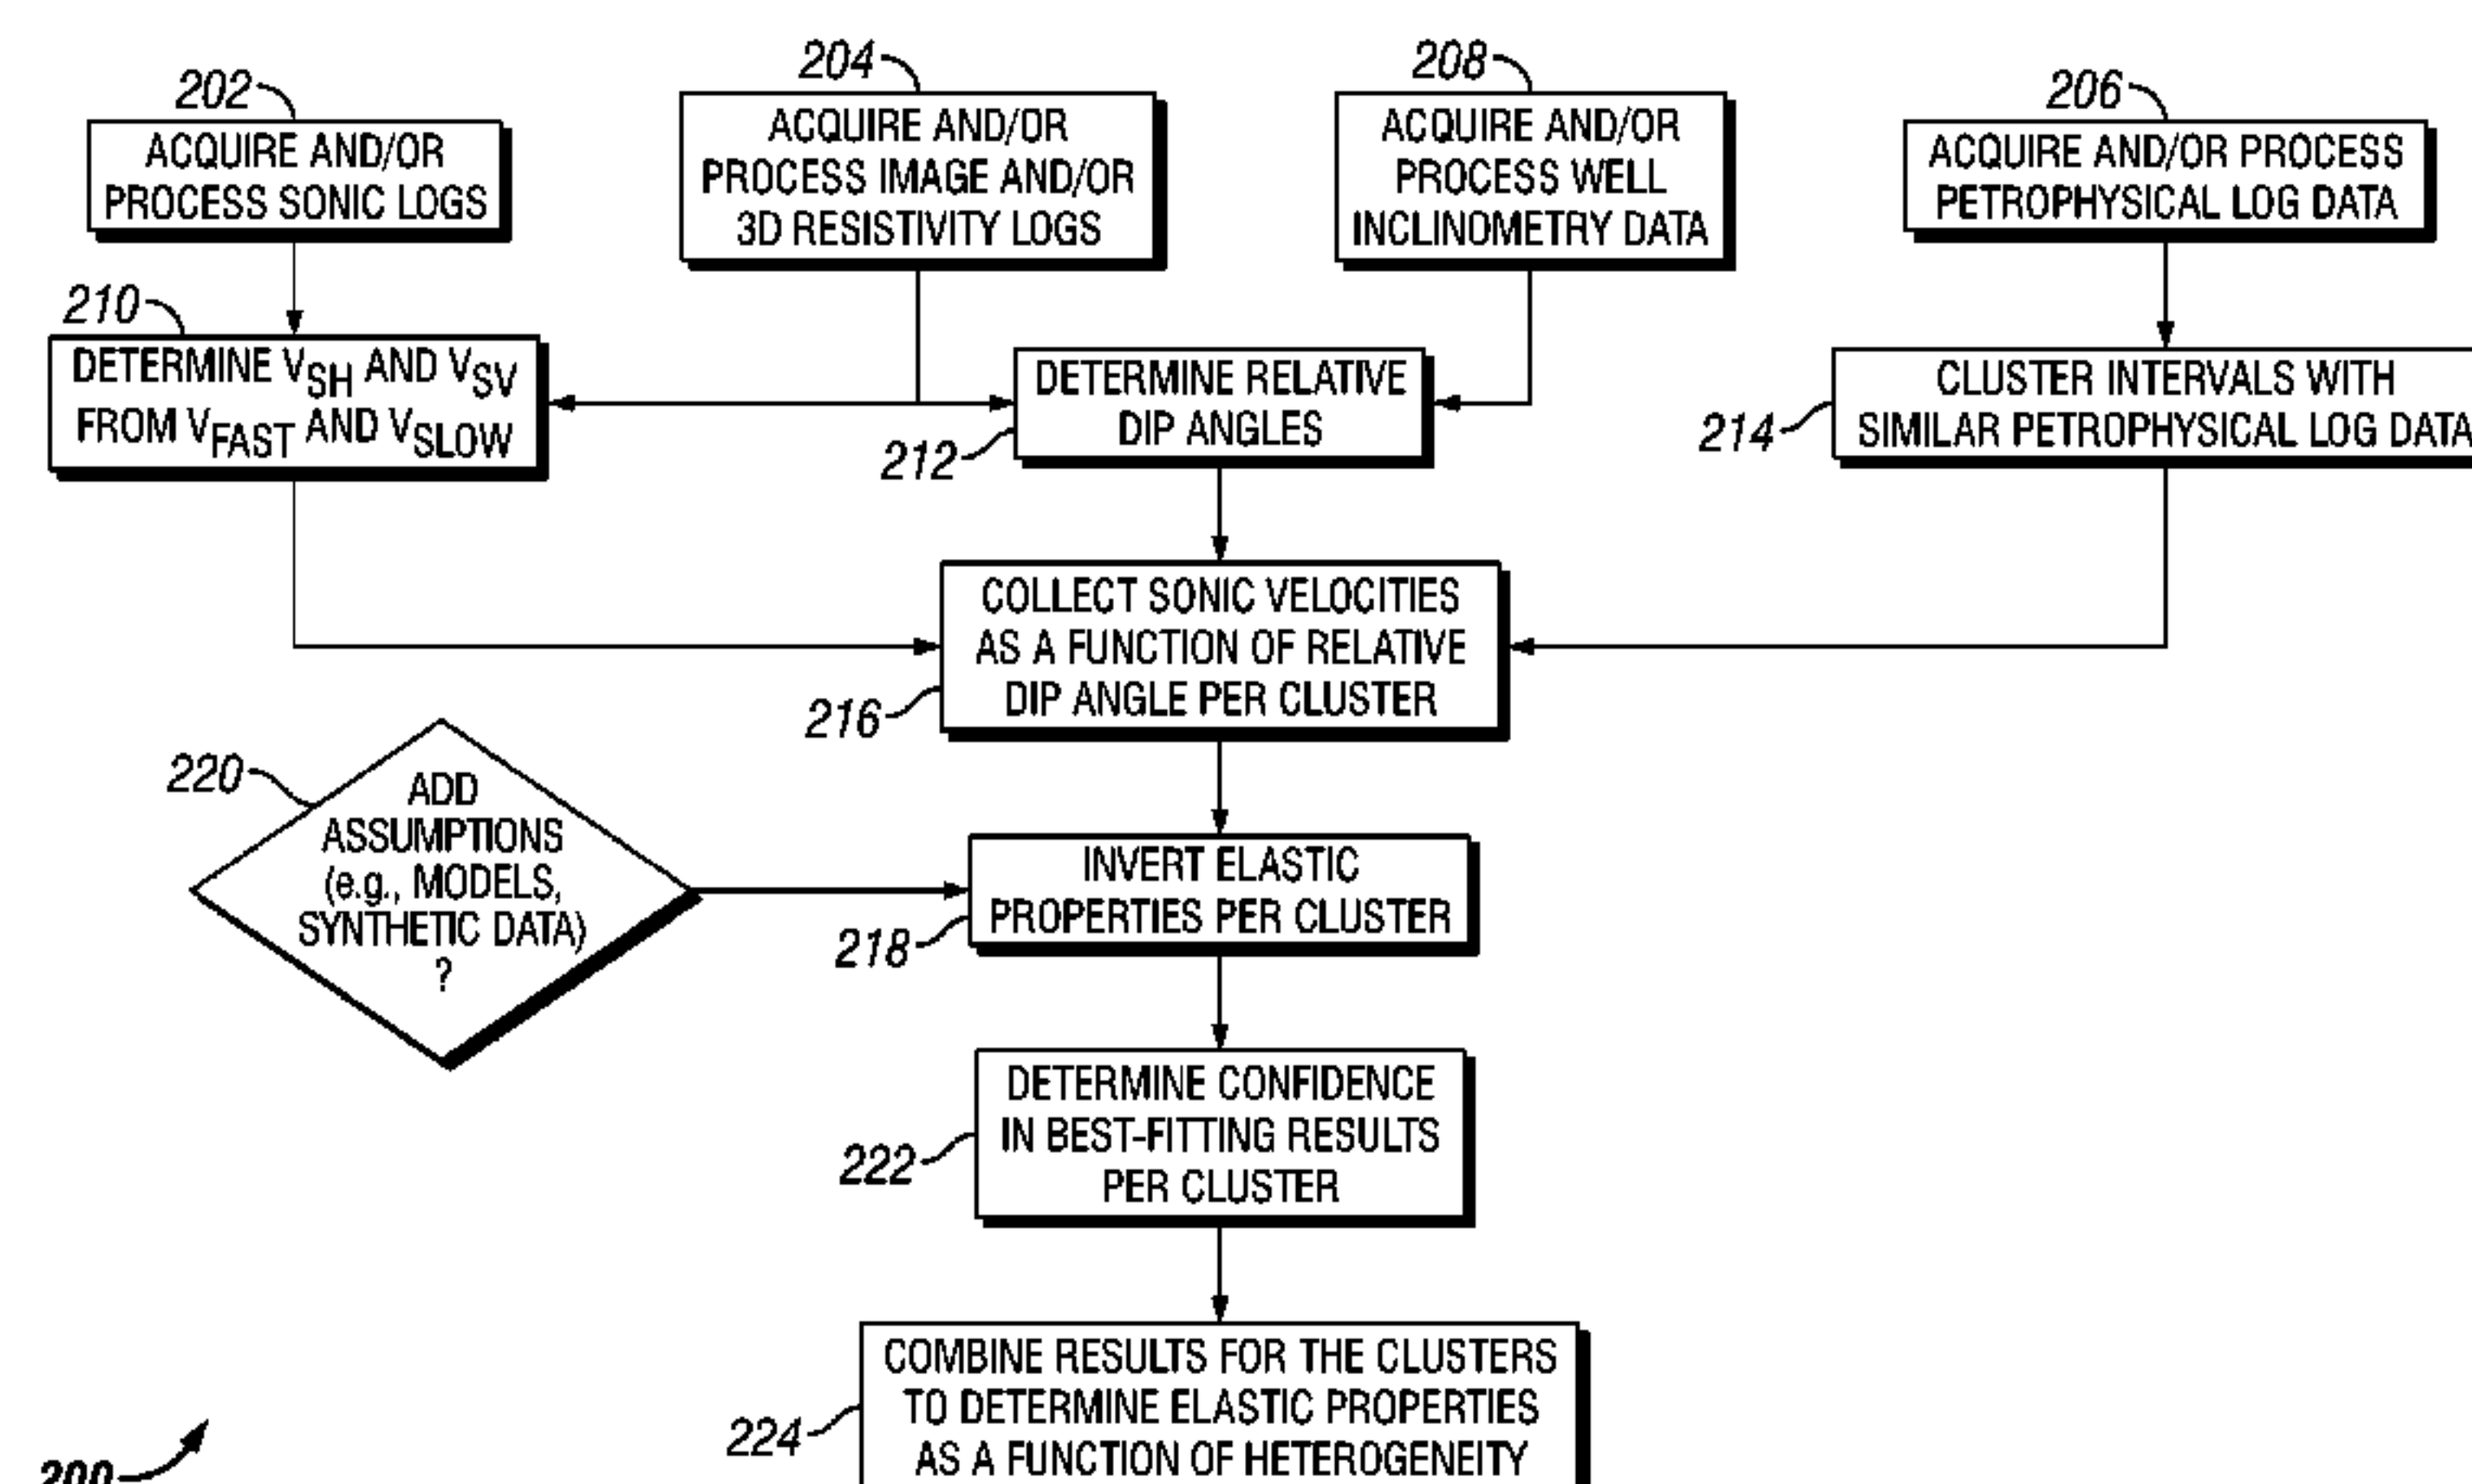 202
ACQUIRE AND/OR
PROCESS SONIC LOGS
204
ACQUIRE AND/OR
PROCESS IMAGE AND/OR
3D RESISTIVITY LOGS
208
ACQUIRE AND/OR
PROCESS WELL
INCLINOMETRY DATA
206
ACQUIRE AND/OR PROCESS
PETROPHYSICAL LOG DATA
210
DETERMINE VSH AND VSV
FROM VFAST AND VSLOW
DETERMINE RELATIVE
DIP ANGLES
212
CLUSTER INTERVALS WITH
SIMILAR PETROPHYSICAL LOG DATA
214
COLLECT SONIC VELOCITIES
AS A FUNCTION OF RELATIVE
DIP ANGLE PER CLUSTER
216
220
ADD
ASSUMPTIONS
(e.g., MODELS,
SYNTHETIC DATA)
?
INVERT ELASTIC
PROPERTIES PER CLUSTER
218
DETERMINE CONFIDENCE
IN BEST-FITTING RESULTS
PER CLUSTER
222
COMBINE RESULTS FOR THE CLUSTERS
TO DETERMINE ELASTIC PROPERTIES
AS A FUNCTION OF HETEROGENEITY
224
200